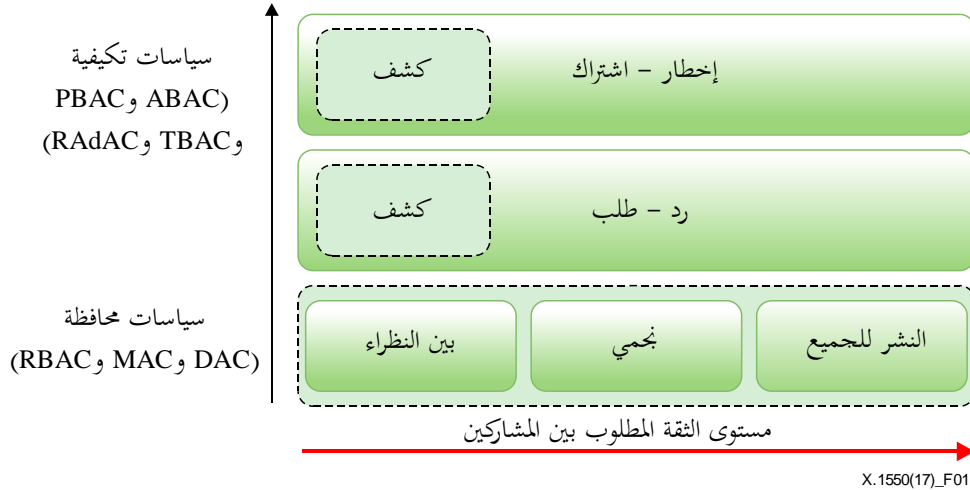 سياسات تكيفية
(ABAC وPBAC
وTBAC وRAdAC)
إخطار – اشتراك
كشف
رد – طلب
كشف
سياسات محافظة
(DAC وMAC وRBAC)
النشر للجميع
نجمي
بين النظراء
مستوى الثقة المطلوب بين المشاركين
X.1550(17)_F01